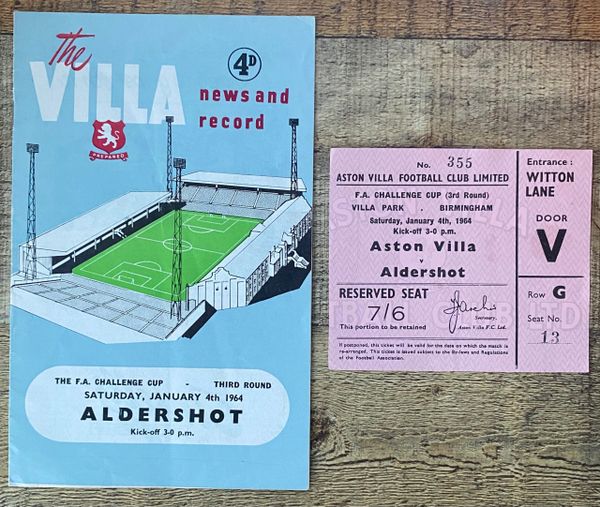 the
VILLA
4D
news and
record
PREPARED
THE F.A. CHALLENGE CUP - THIRD ROUND
SATURDAY, JANUARY 4th 1964
ALDERSHOT
Kick-off 3-0 p.m.
No. 355
ASTON VILLA FOOTBALL CLUB LIMITED
F.A. CHALLENGE CUP (3rd Round)
VILLA PARK . BIRMINGHAM
Saturday, January 4th, 1964
Kick-off 3-0 p.m.
Aston Villa
v
Aldershot
RESERVED SEAT
7/6
Secretary,
This portion to be retained
Aston Villa F.C. Ltd.
If postponed, this ticket will be valid for the date on which the match is
re-arranged. This ticket is issued subject to the Bye-laws and Regulations
of the Football Association.
Entrance :
WITTON
LANE
DOOR
V
Row G
Seat No.
13